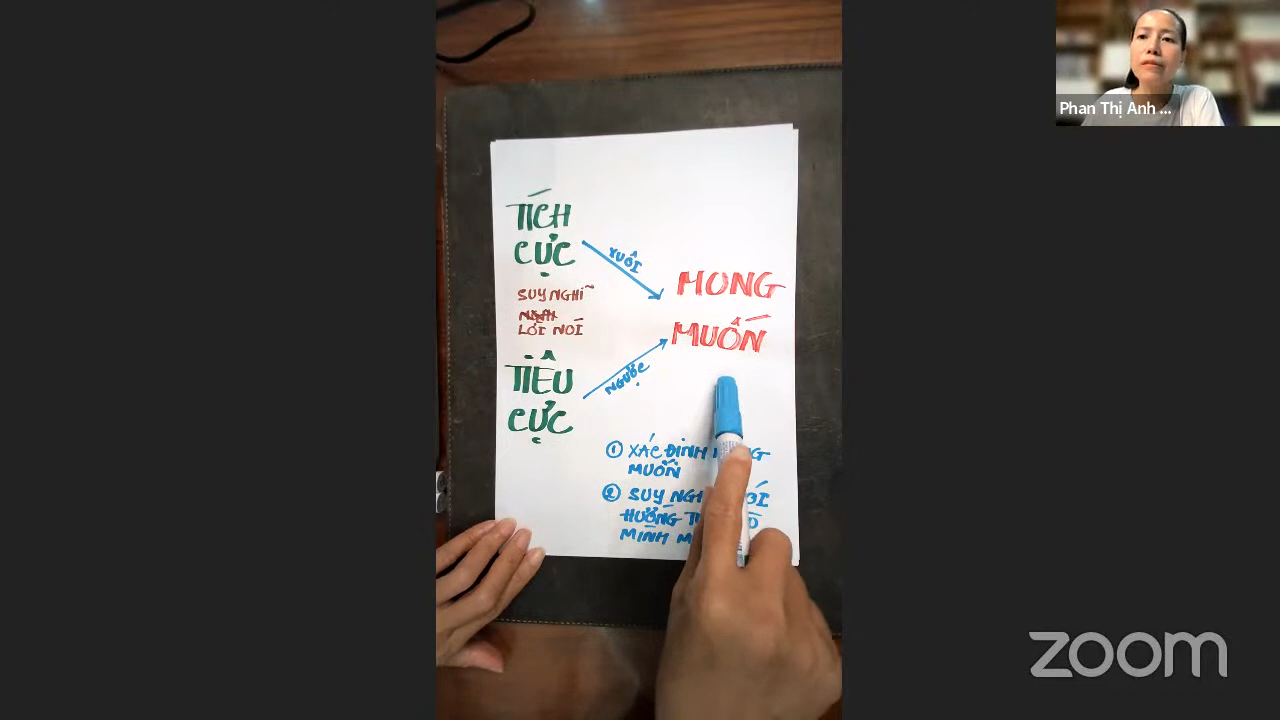 Phan Thị Anh ...
TÍCH
CỰC
XUÔI
SUY NGHĨ
LỜI NÓI
MONG
MUỐN
TIÊU
CỰC
NGƯỢC
① XÁC ĐỊNH
MUỐN
② SUY
HƯỚNG
MÌNH
zoom